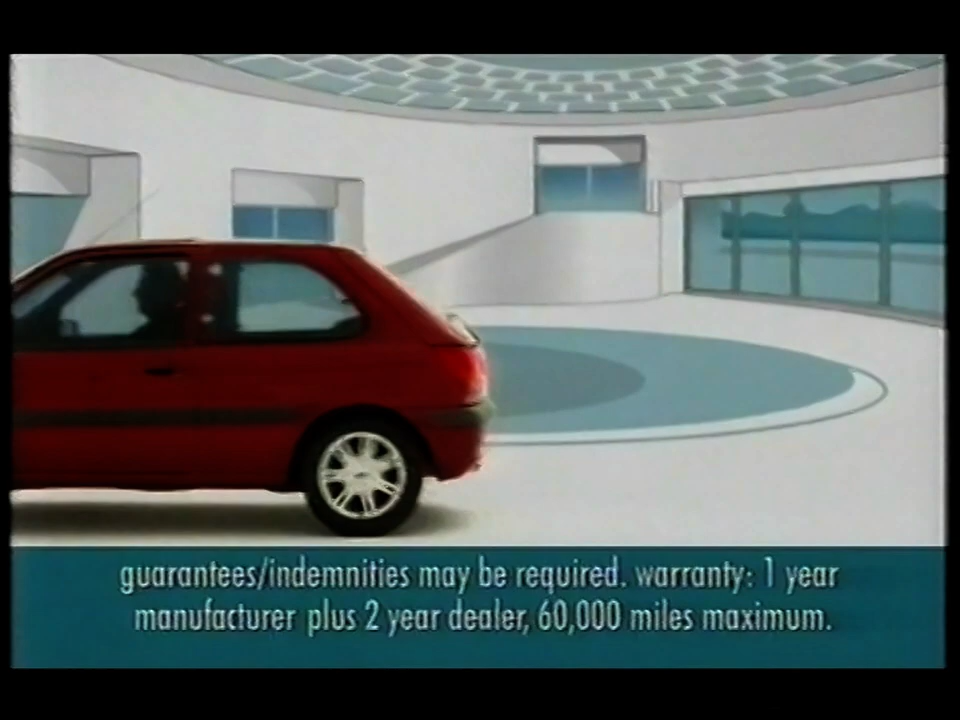 guarantees/indemnities may be required. warranty: 1 year
manufacturer plus 2 year dealer, 60,000 miles maximum.